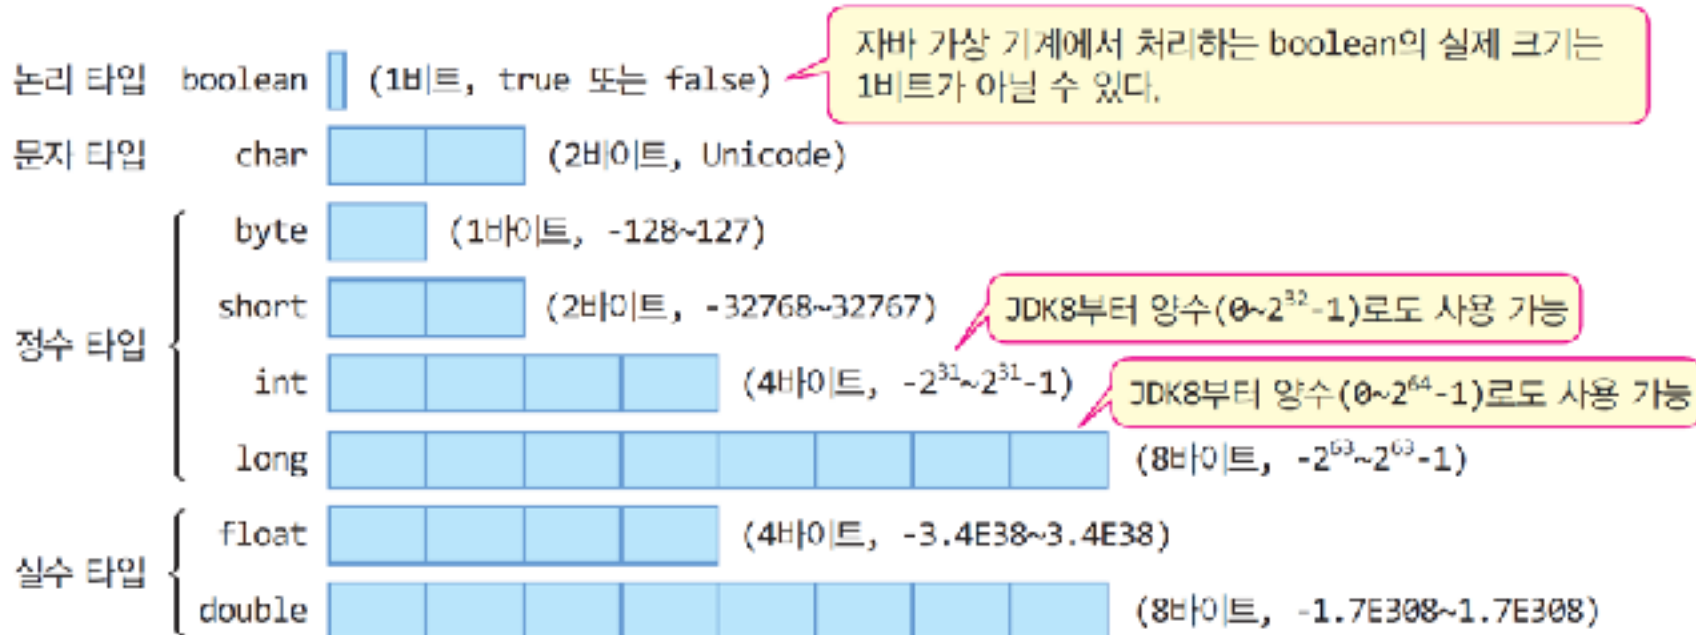 자바 가상 기계에서 처리하는 boolean의 실제 크기는
1비트가 아닐 수 있다.
논리 타입 boolean (1비트, true 또는 false)
문자 타입 char (2바이트, Unicode)
byte (1바이트, -128~127)
short (2바이트, -32768~32767)
JDK8부터 양수(0~2³²-1)로도 사용 가능
정수 타입
int (4바이트, -2³¹~2³¹-1)
JDK8부터 양수(0~2⁶⁴-1)로도 사용 가능
long (8바이트, -2⁶³~2⁶³-1)
float (4바이트, -3.4E38~3.4E38)
실수 타입
double (8바이트, -1.7E308~1.7E308)